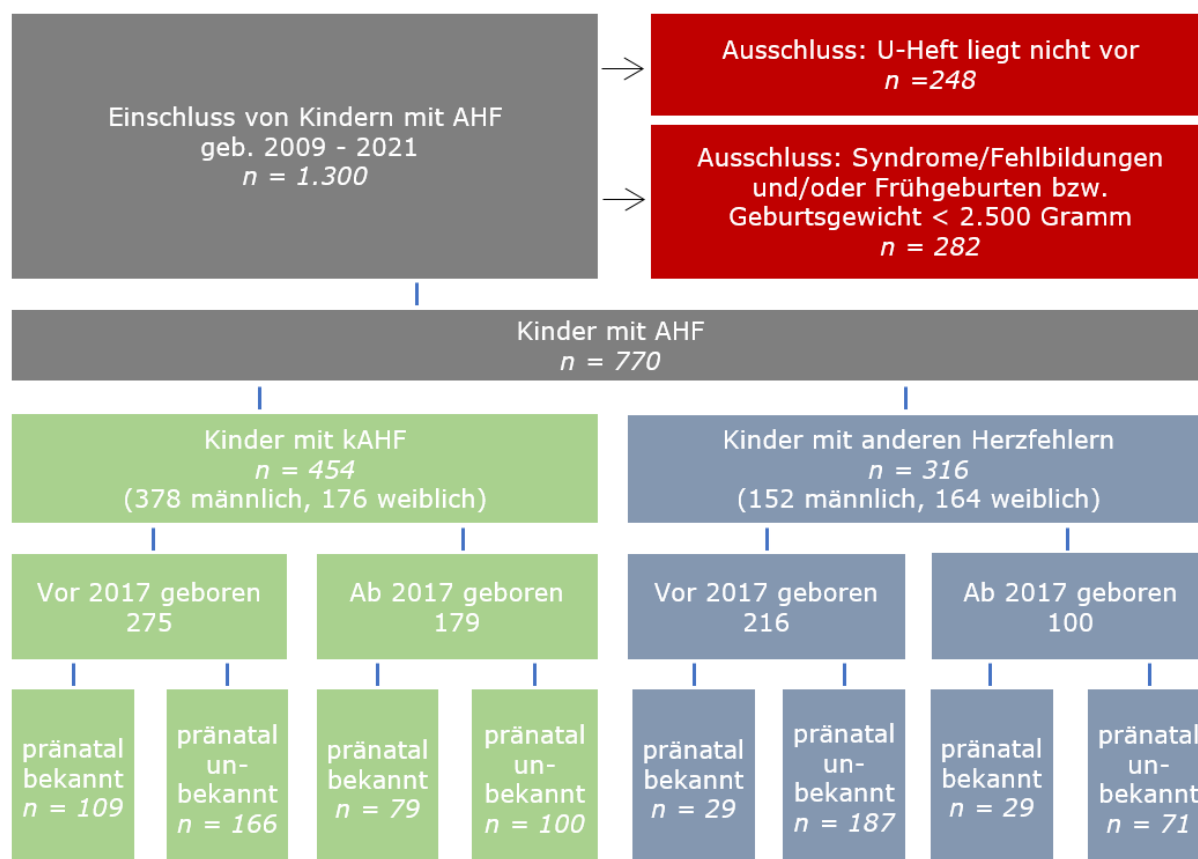 Einschluss von Kindern mit AHF
geb. 2009 - 2021
n = 1.300
Ausschluss: U-Heft liegt nicht vor
n =248
Ausschluss: Syndrome/Fehlbildungen
und/oder Frühgeburten bzw.
Geburtsgewicht < 2.500 Gramm
n = 282
Kinder mit AHF
n = 770
Kinder mit kAHF
n = 454
(378 männlich, 176 weiblich)
Kinder mit anderen Herzfehlern
n = 316
(152 männlich, 164 weiblich)
Vor 2017 geboren
275
Ab 2017 geboren
179
Vor 2017 geboren
216
Ab 2017 geboren
100
pränatal
bekannt
n = 109
pränatal
un-
bekannt
n = 166
pränatal
bekannt
n = 79
pränatal
un-
bekannt
n = 100
pränatal
bekannt
n = 29
pränatal
un-
bekannt
n = 187
pränatal
bekannt
n = 29
pränatal
un-
bekannt
n = 71